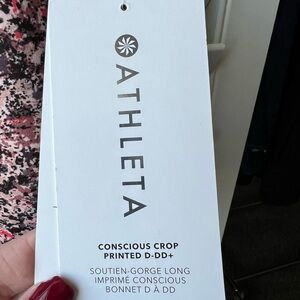 ATHLETA
CONSCIOUS CROP
PRINTED D-DD+
SOUTIEN-GORGE LONG
IMPRIMÉ CONSCIOUS
BONNET D À DD